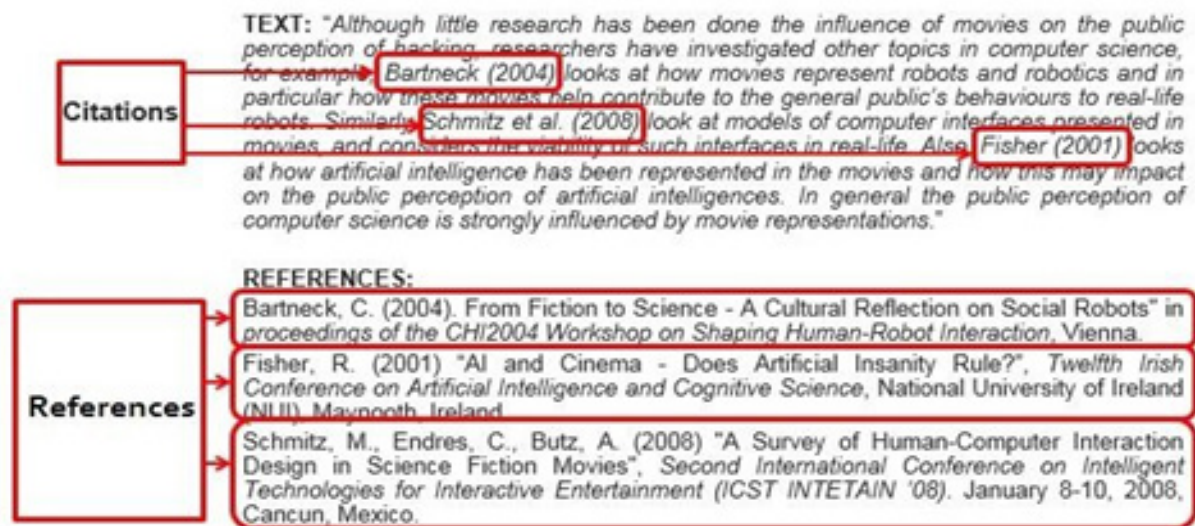 TEXT: "Although little research has been done the influence of movies on the public
perception of hacking, researchers have investigated other topics in computer science,
for example Bartneck (2004) looks at how movies represent robots and robotics and in
particular how these movies help contribute to the general public's behaviours to real-life
robots. Similarly Schmitz et al. (2008) look at models of computer interfaces presented in
movies, and considers the viability of such interfaces in real-life. Also Fisher (2001) looks
at how artificial intelligence has been represented in the movies and how this may impact
on the public perception of artificial intelligences. In general the public perception of
computer science is strongly influenced by movie representations."
Citations
REFERENCES:
Bartneck, C. (2004). From Fiction to Science - A Cultural Reflection on Social Robots" in
proceedings of the CHI2004 Workshop on Shaping Human-Robot Interaction, Vienna.
Fisher, R. (2001) "AI and Cinema - Does Artificial Insanity Rule?", Twelfth Irish
Conference on Artificial Intelligence and Cognitive Science, National University of Ireland
(NUI), Maynooth, Ireland
Schmitz, M., Endres, C., Butz, A. (2008) "A Survey of Human-Computer Interaction
Design in Science Fiction Movies", Second International Conference on Intelligent
Technologies for Interactive Entertainment (ICST INTETAIN '08). January 8-10, 2008,
Cancun, Mexico.
References